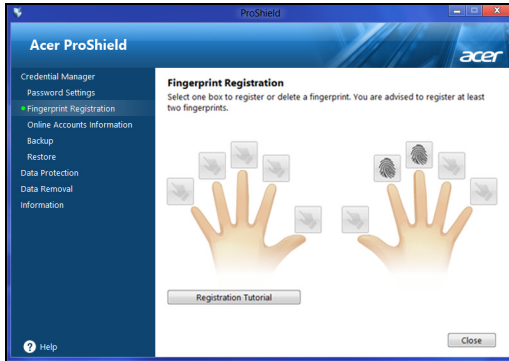 ProShield
Acer ProShield
acer
Credential Manager
Password Settings
Fingerprint Registration
Online Accounts Information
Backup
Restore
Data Protection
Data Removal
Information
Fingerprint Registration
Select one box to register or delete a fingerprint. You are advised to register at least
two fingerprints.
Registration Tutorial
? Help
Close